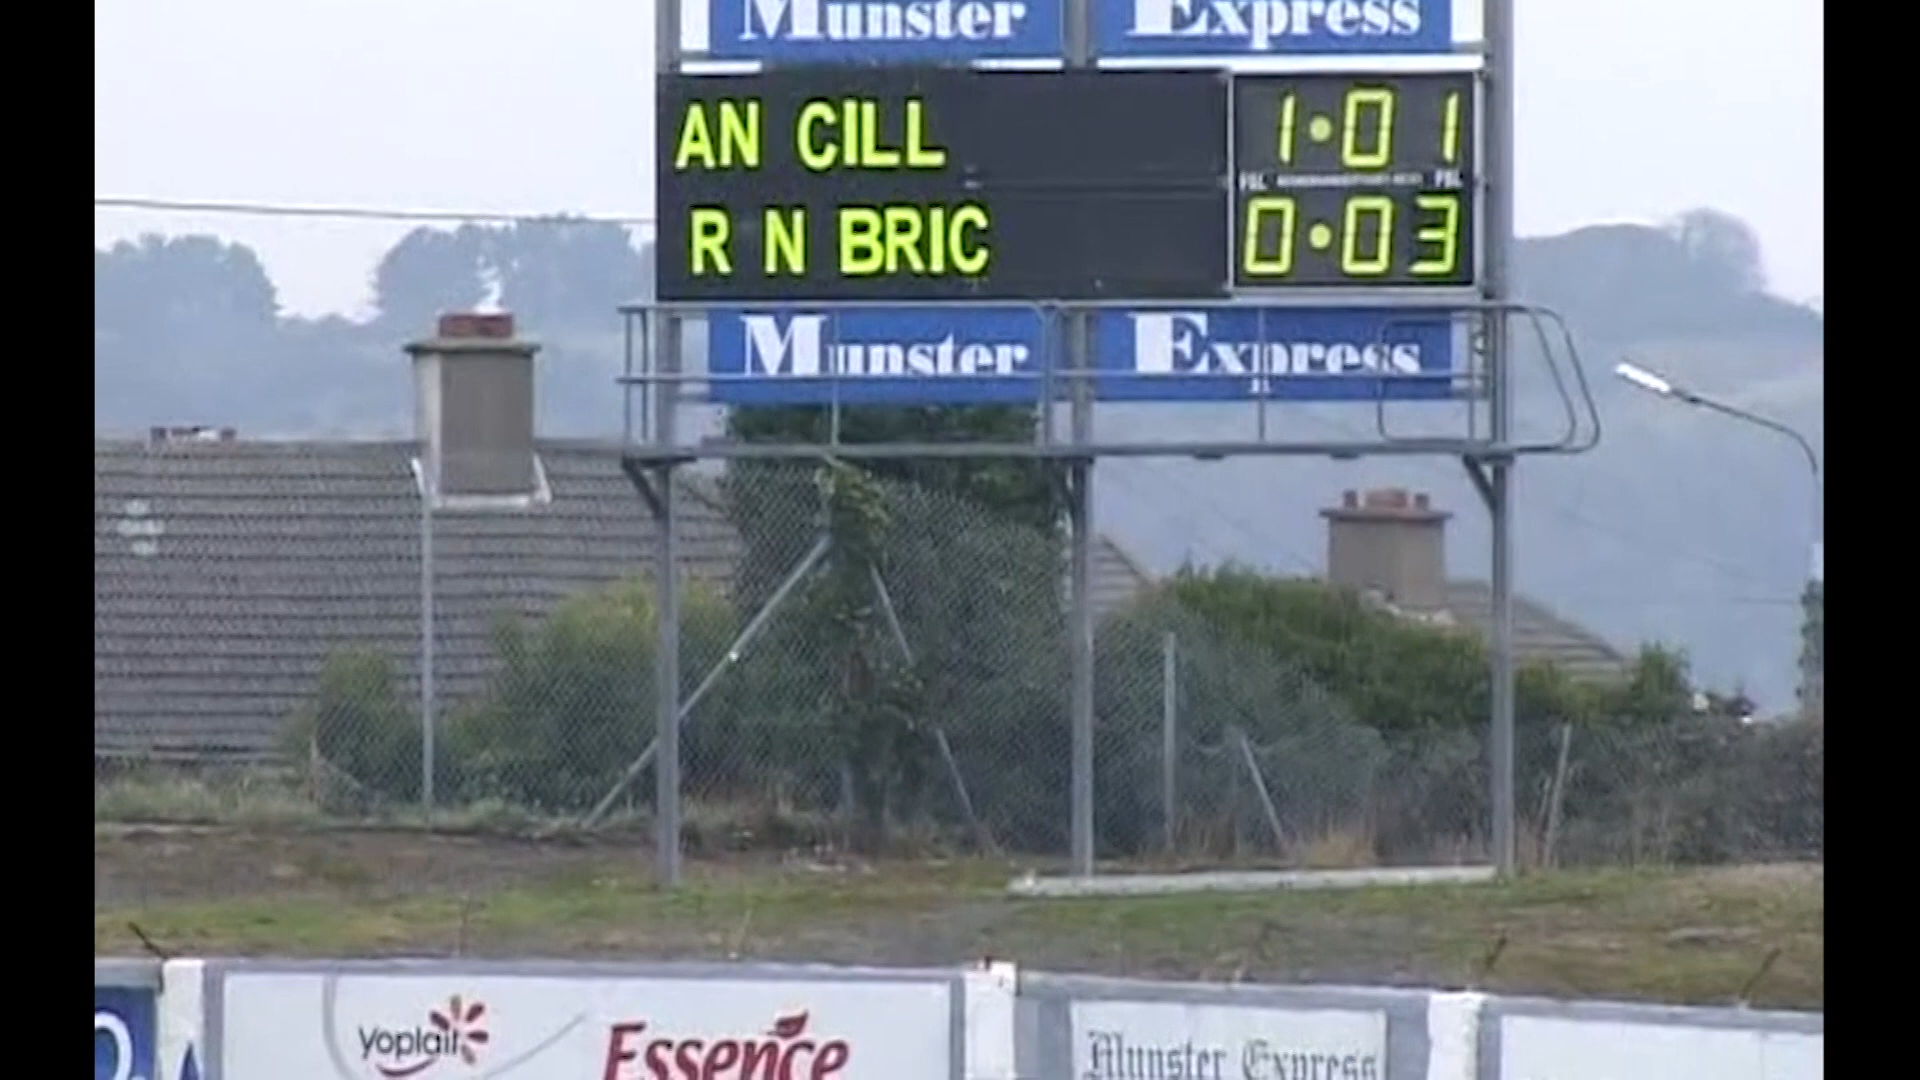 Munster Express
AN CILL 1·01
R N BRIC 0·03
Munster Express
yoplait Essence Munster Express